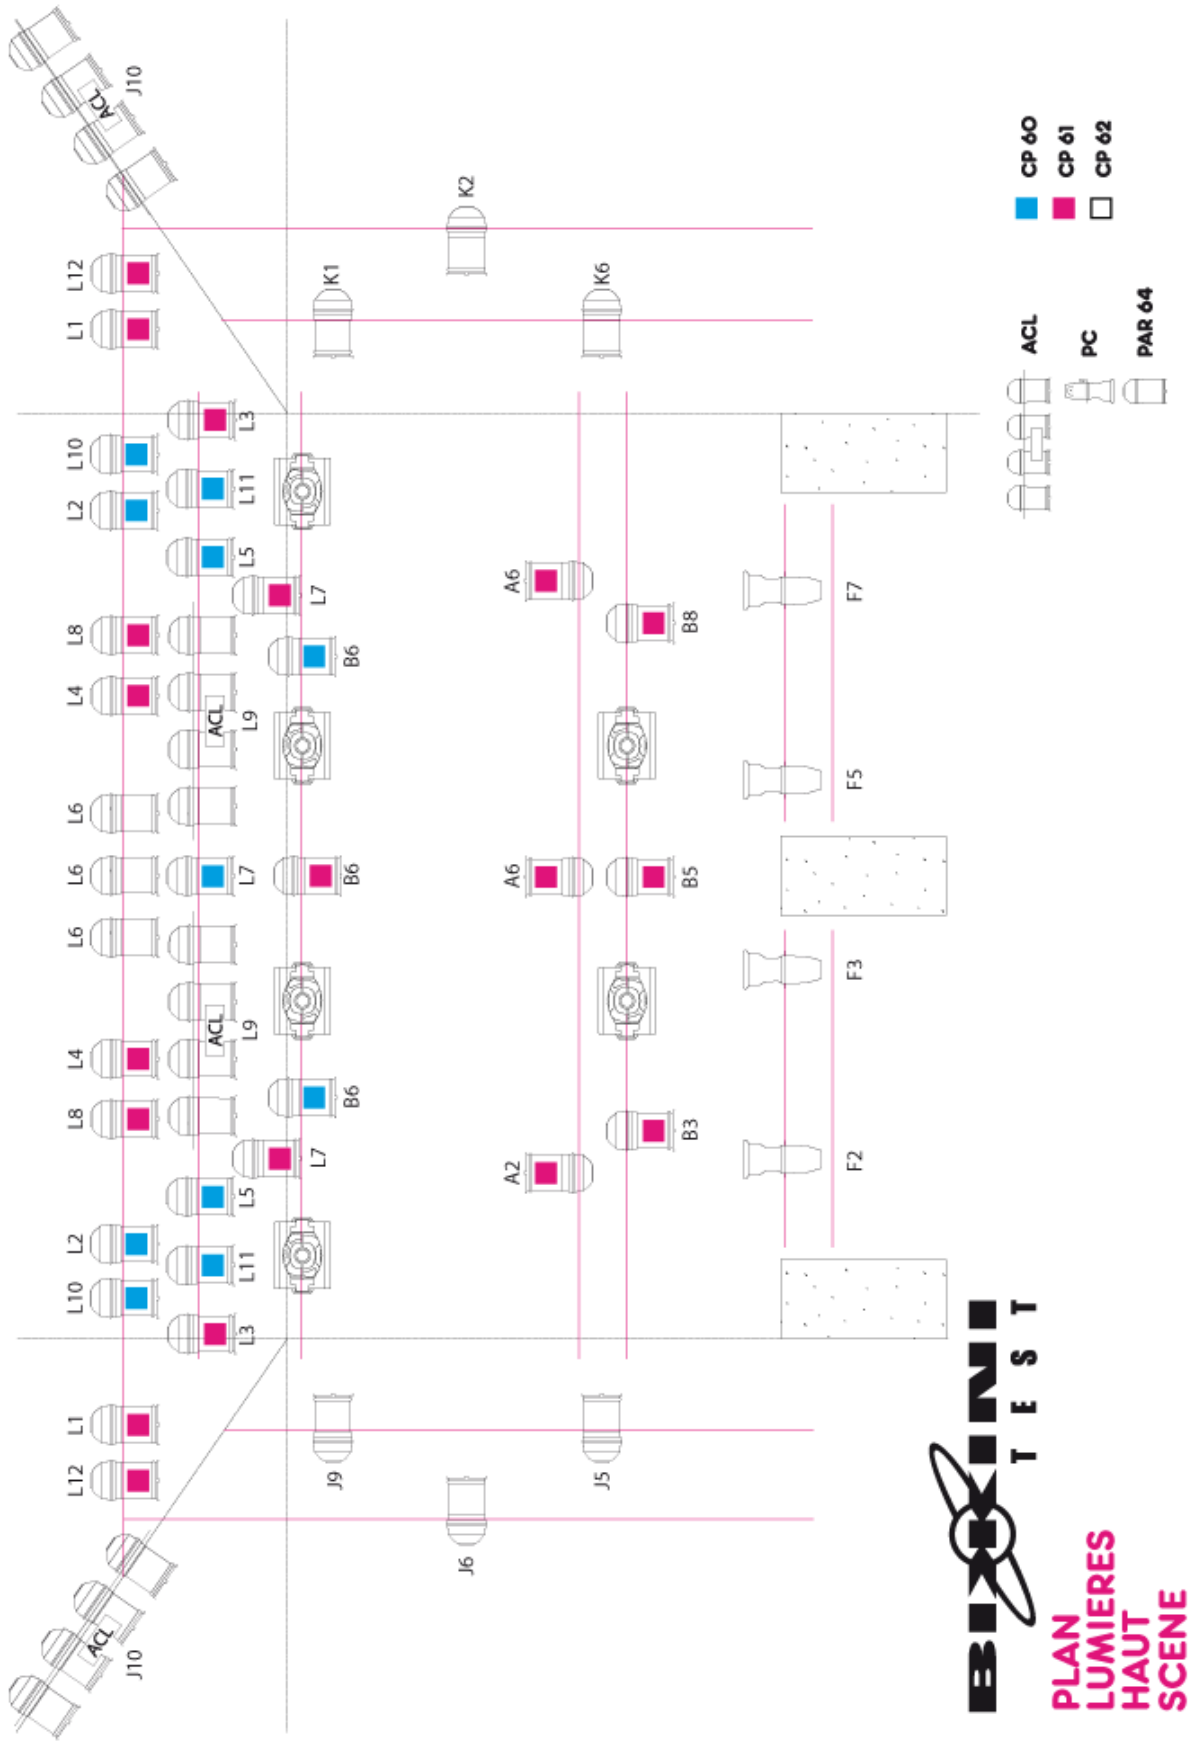 L12 L1 L10 L2 L8 L4 L6 L6 L6 L4 L8 L2 L10 L1 L12
ACL ACL
J10 J10
ACL ACL
L3 L11 L5 L9 L7 L9 L5 L11 L3
L7 L7
J9 K1
B6 B6 B6
J6 K2
A2 A6 A6
J5 K6
B3 B5 B8
F2 F3 F5 F7
BIKINI
TEST
PLAN
LUMIERES
HAUT
SCENE
ACL
PC
PAR 64
CP 60
CP 61
CP 62